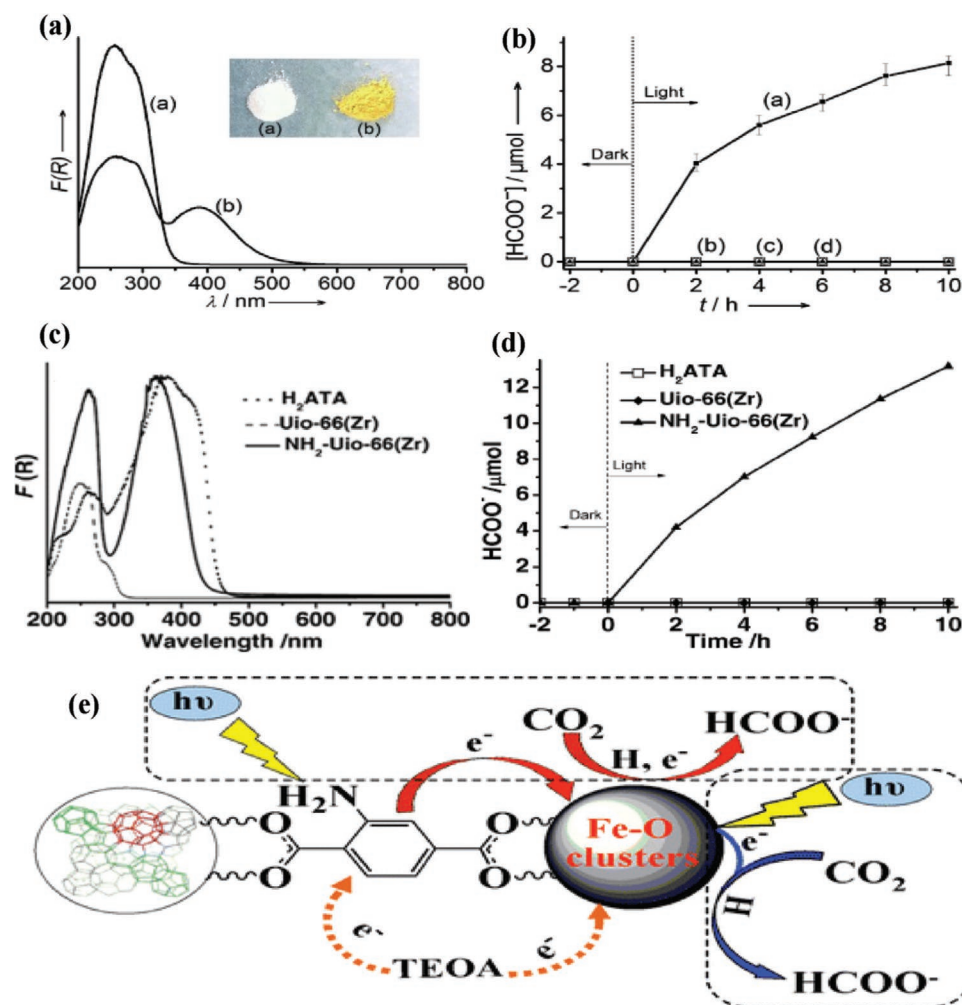 (a)
F(R)
(a)
(b)
(a)
(b)
200 300 400 500 600 700 800
λ / nm
(b)
[HCOO⁻] / μmol
8
6
4
2
0
Light
Dark
(a)
(b) (c) (d)
-2 0 2 4 6 8 10
t / h
(c)
F (R)
H₂ATA
Uio-66(Zr)
NH₂-Uio-66(Zr)
200 300 400 500 600 700 800
Wavelength /nm
(d)
HCOO⁻/μmol
12
10
8
6
4
2
0
H₂ATA
Uio-66(Zr)
NH₂-Uio-66(Zr)
Light
Dark
-2 0 2 4 6 8 10
Time /h
(e)
hυ
CO₂
HCOO⁻
e⁻
H, e⁻
H₂N
O
O
O
O
Fe-O
clusters
hυ
e⁻
CO₂
H
HCOO⁻
e⁻
e⁻
TEOA